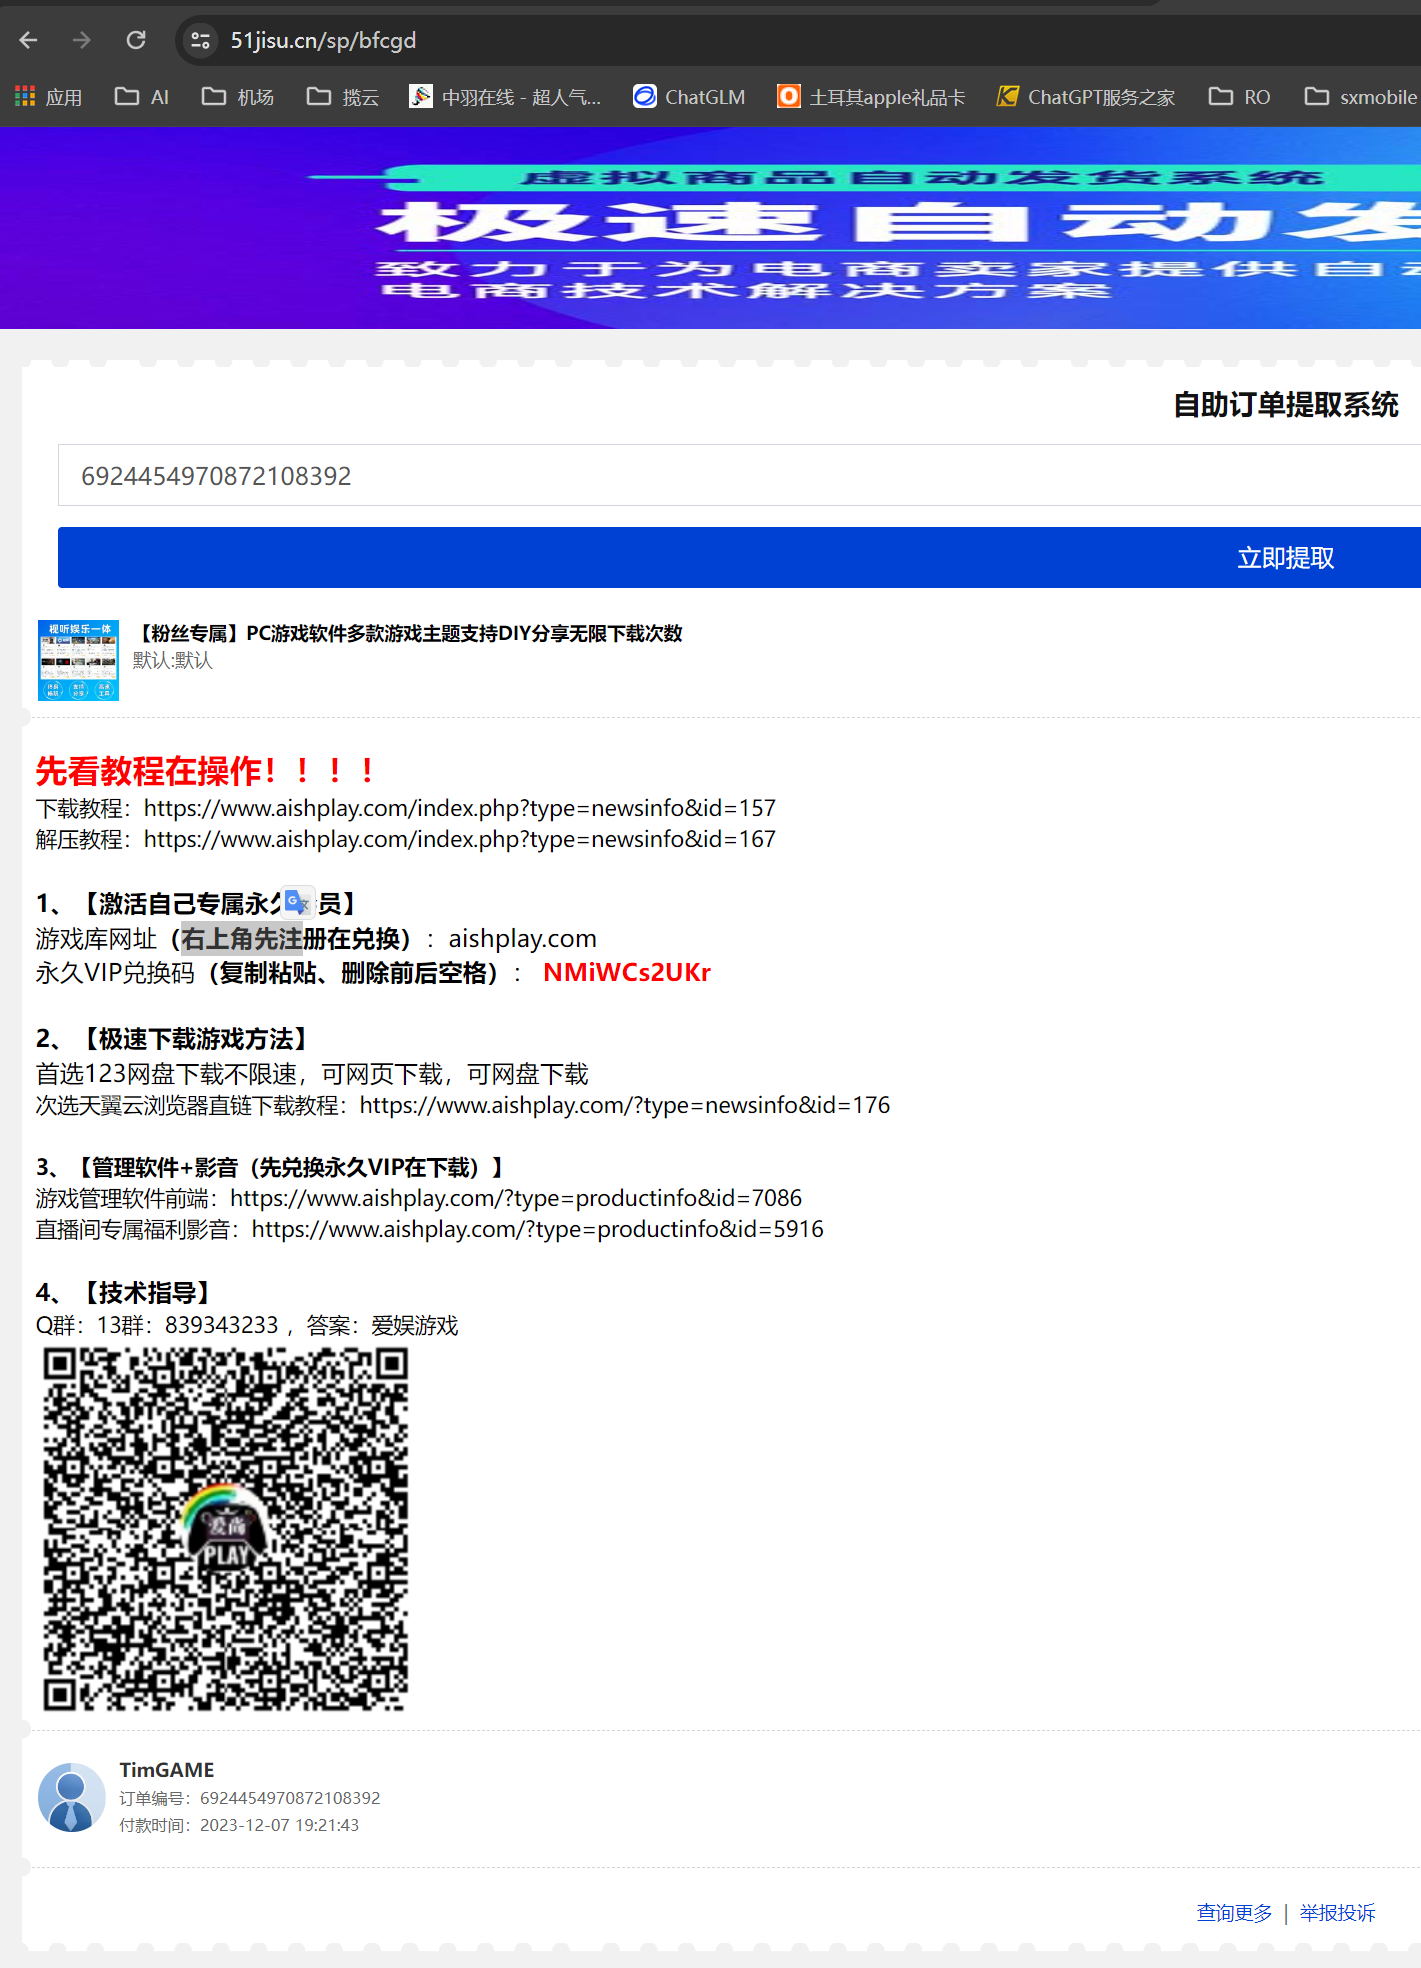 51jisu.cn/sp/bfcgd
应用 AI 机场 揽云 中羽在线 - 超人气... ChatGLM 土耳其apple礼品卡 ChatGPT服务之家 RO sxmobile
虚拟商品自动发货系统
极速自动发
致力于为电商卖家提供自动
电商技术解决方案
自助订单提取系统
6924454970872108392
立即提取
视听娱乐一体
【粉丝专属】PC游戏软件多款游戏主题支持DIY分享无限下载次数
默认:默认
先看教程在操作！！！！
下载教程：https://www.aishplay.com/index.php?type=newsinfo&id=157
解压教程：https://www.aishplay.com/index.php?type=newsinfo&id=167
1、【激活自己专属永久 员】
游戏库网址（右上角先注册在兑换）：aishplay.com
永久VIP兑换码（复制粘贴、删除前后空格）： NMiWCs2UKr
2、【极速下载游戏方法】
首选123网盘下载不限速，可网页下载，可网盘下载
次选天翼云浏览器直链下载教程：https://www.aishplay.com/?type=newsinfo&id=176
3、【管理软件+影音（先兑换永久VIP在下载）】
游戏管理软件前端：https://www.aishplay.com/?type=productinfo&id=7086
直播间专属福利影音：https://www.aishplay.com/?type=productinfo&id=5916
4、【技术指导】
Q群：13群：839343233 ，答案：爱娱游戏
爱尚
PLAY
TimGAME
订单编号：6924454970872108392
付款时间：2023-12-07 19:21:43
查询更多 | 举报投诉